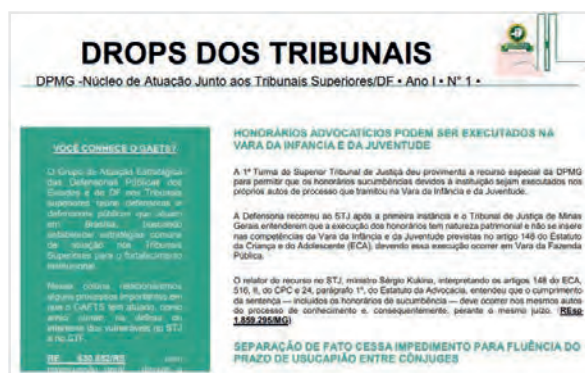 DROPS DOS TRIBUNAIS
DPMG -Núcleo de Atuação Junto aos Tribunais Superiores/DF • Ano I • N° 1 •
VOCÊ CONHECE O GAETS?
O Grupo de Atuação Estratégica
das Defensorias Públicas dos
Estados e do DF nos Tribunais
superiores reúne defensoras e
defensores públicos que atuam
em Brasília, buscando
estabelecer estratégias comuns
de atuação nos Tribunais
Superiores para o fortalecimento
institucional.
Nessa coluna relacionaremos
alguns processos importantes em
que o GAETS tem atuado, como
amicus curiae, na defesa do
interesse dos vulneráveis no STJ
e no STF.
RE 630.852/RS
HONORÁRIOS ADVOCATÍCIOS PODEM SER EXECUTADOS NA
VARA DA INFANCIA E DA JUVENTUDE
A 1ª Turma do Superior Tribunal de Justiça deu provimento a recurso especial da DPMG
para permitir que os honorários sucumbências devidos à instituição sejam executados nos
próprios autos de processo que tramitou na Vara da Infância e da Juventude.
A Defensoria recorreu ao STJ após a primeira instância e o Tribunal de Justiça de Minas
Gerais entenderem que a execução dos honorários tem natureza patrimonial e não se insere
nas competências da Vara da Infância e da Juventude previstas no artigo 148 do Estatuto
da Criança e do Adolescente (ECA), devendo essa execução ocorrer em Vara da Fazenda
Pública.
O relator do recurso no STJ, ministro Sérgio Kukina, interpretando os artigos 148 do ECA,
516, II, do CPC e 24, parágrafo 1º, do Estatuto da Advocacia, entendeu que o cumprimento
da sentença — incluídos os honorários de sucumbência — deve ocorrer nos mesmos autos
do processo de conhecimento e, consequentemente, perante o mesmo juízo. (REsp
1.859.295/MG)
SEPARAÇÃO DE FATO CESSA IMPEDIMENTO PARA FLUÊNCIA DO
PRAZO DE USUCAPIÃO ENTRE CÔNJUGES